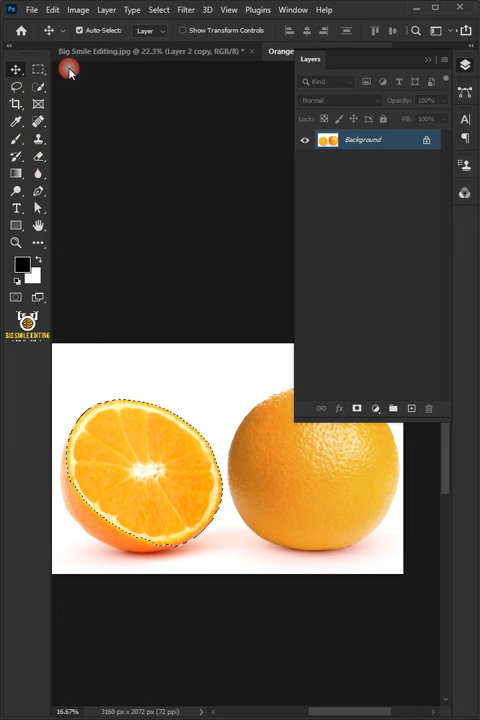 Ps File Edit Image Layer Type Select Filter 3D View Plugins Window Help
Auto-Select: Layer Show Transform Controls
Big Smile Editing.jpg @ 22.3% (Layer 2 copy, RGB/8) * × Orange
Layers
Kind
Normal Opacity: 100%
Lock: Fill: 100%
Background
fx
BIG SMILE EDITING
16.67% 3160 px x 2072 px (72 ppi)